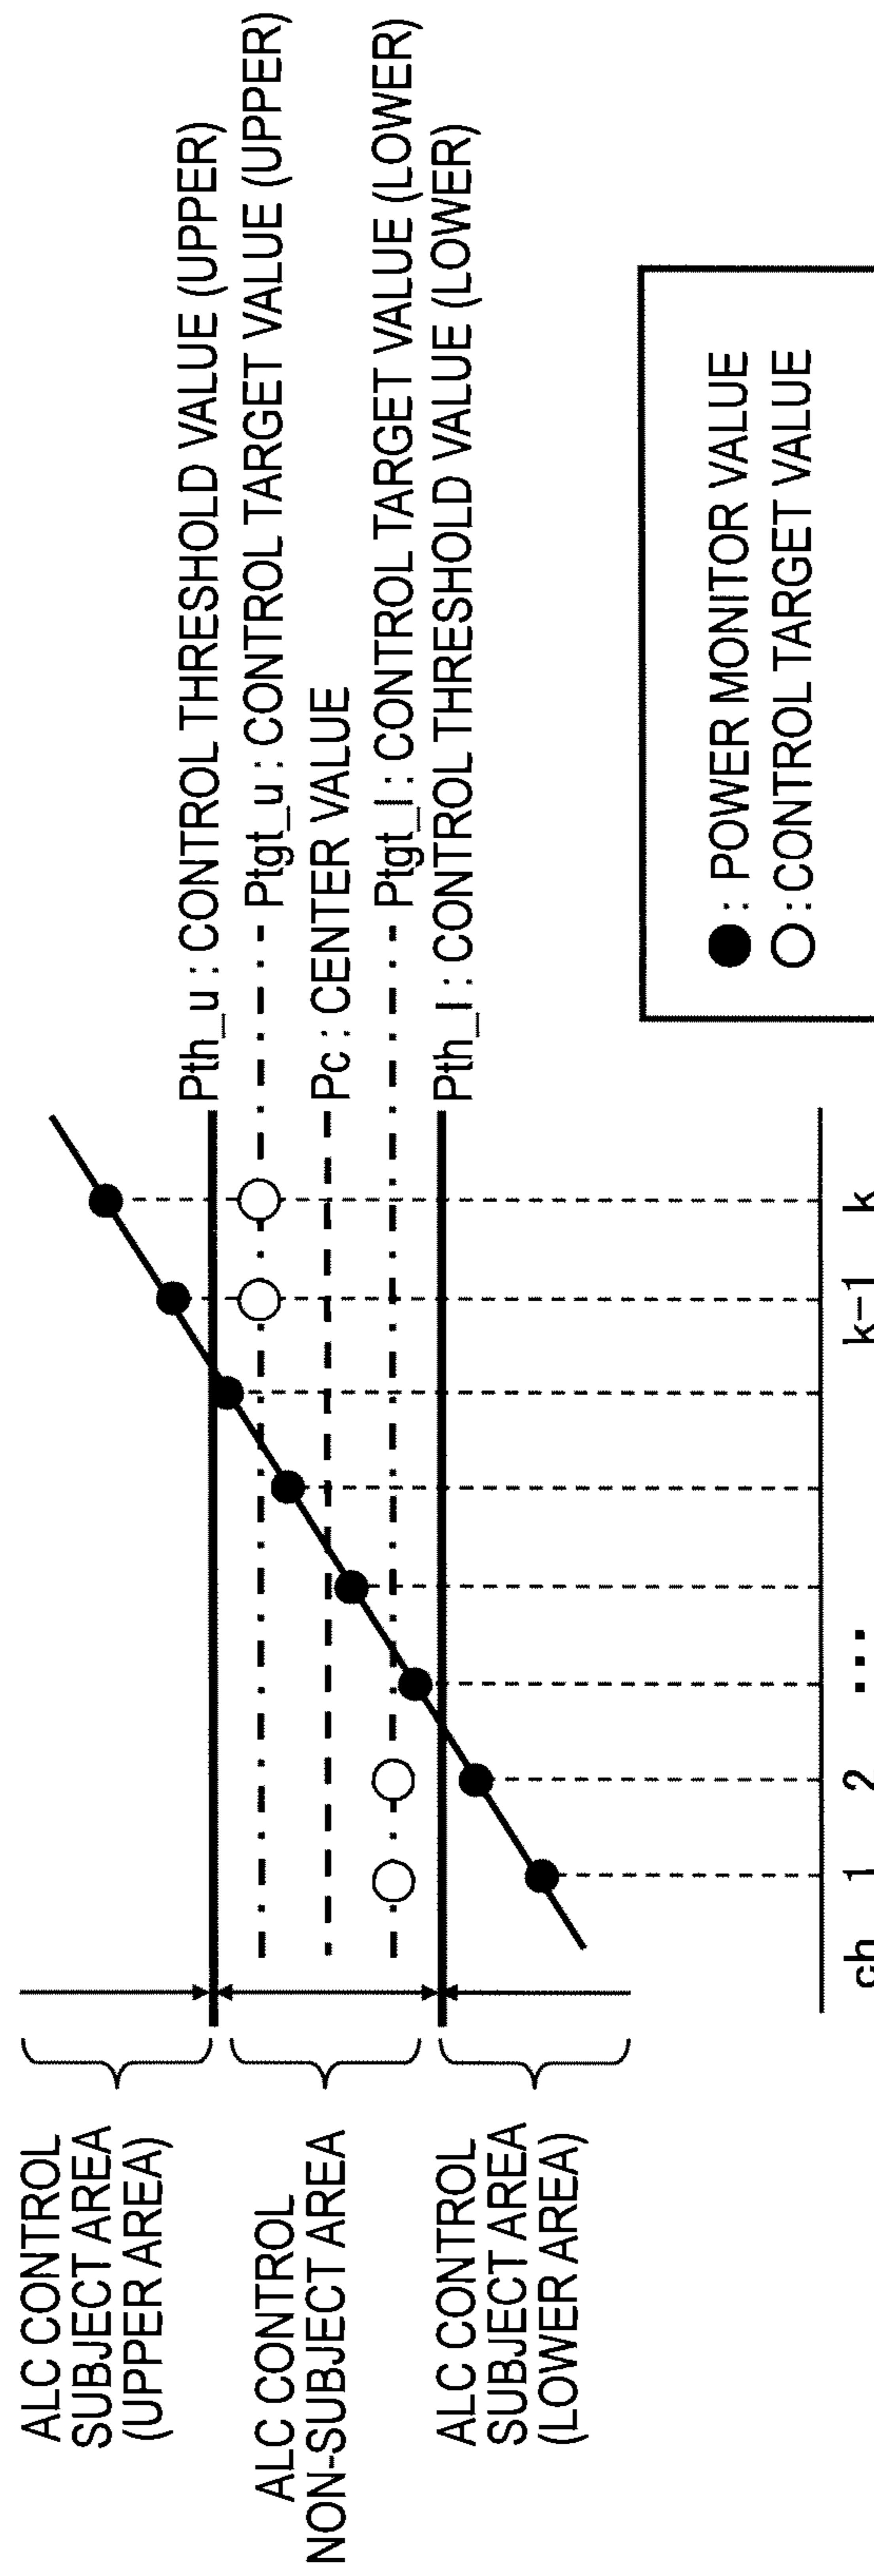 ALC CONTROL
SUBJECT AREA
(UPPER AREA)
ALC CONTROL
NON-SUBJECT AREA
ALC CONTROL
SUBJECT AREA
(LOWER AREA)
Pth_u : CONTROL THRESHOLD VALUE (UPPER)
Ptgt_u : CONTROL TARGET VALUE (UPPER)
Pc : CENTER VALUE
Ptgt_l : CONTROL TARGET VALUE (LOWER)
Pth_l : CONTROL THRESHOLD VALUE (LOWER)
ch 1 2 ... k-1 k
● : POWER MONITOR VALUE
○ : CONTROL TARGET VALUE